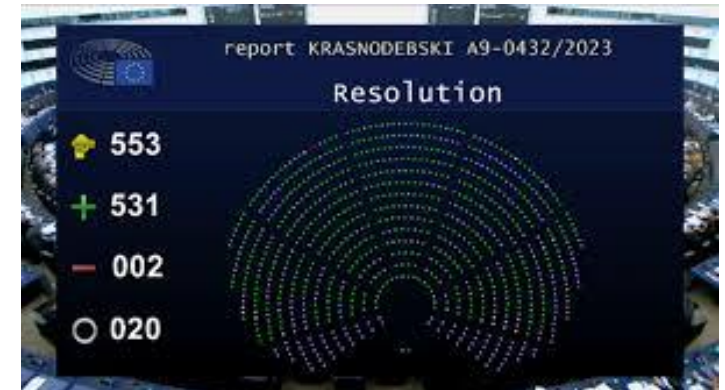 report KRASNODEBSKI A9-0432/2023
Resolution
553
+ 531
- 002
020